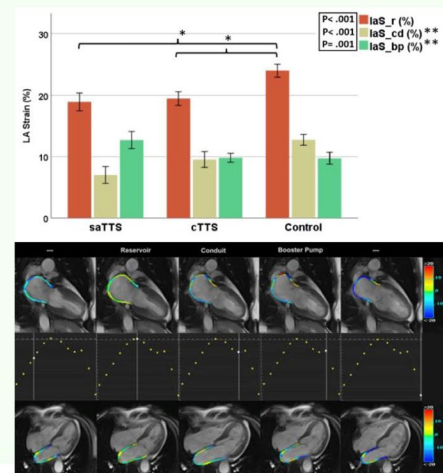 P< .001 laS_r (%)
P< .001 laS_cd (%) **
P= .001 laS_bp (%) **
* *
30
20
10
0
LA Strain (%)
saTTS cTTS Control
— Reservoir Conduit Booster Pump —